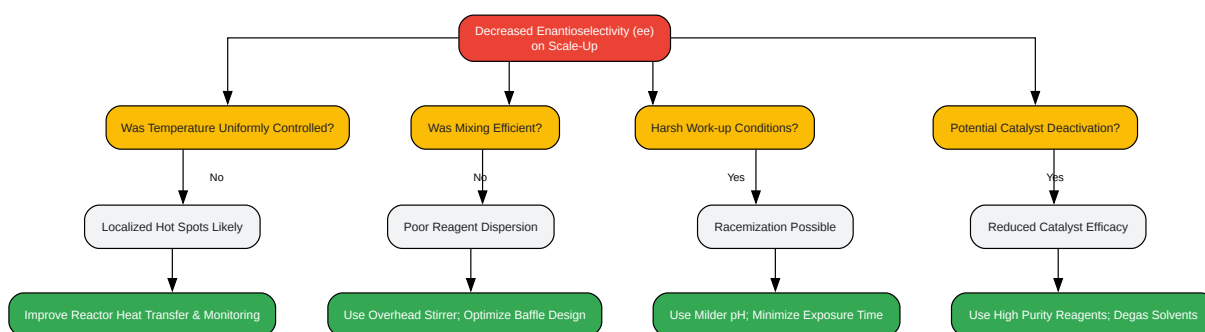 Decreased Enantioselectivity (ee)
on Scale-Up
Was Temperature Uniformly Controlled?
Was Mixing Efficient?
Harsh Work-up Conditions?
Potential Catalyst Deactivation?
No
No
Yes
Yes
Localized Hot Spots Likely
Poor Reagent Dispersion
Racemization Possible
Reduced Catalyst Efficacy
Improve Reactor Heat Transfer & Monitoring
Use Overhead Stirrer; Optimize Baffle Design
Use Milder pH; Minimize Exposure Time
Use High Purity Reagents; Degas Solvents